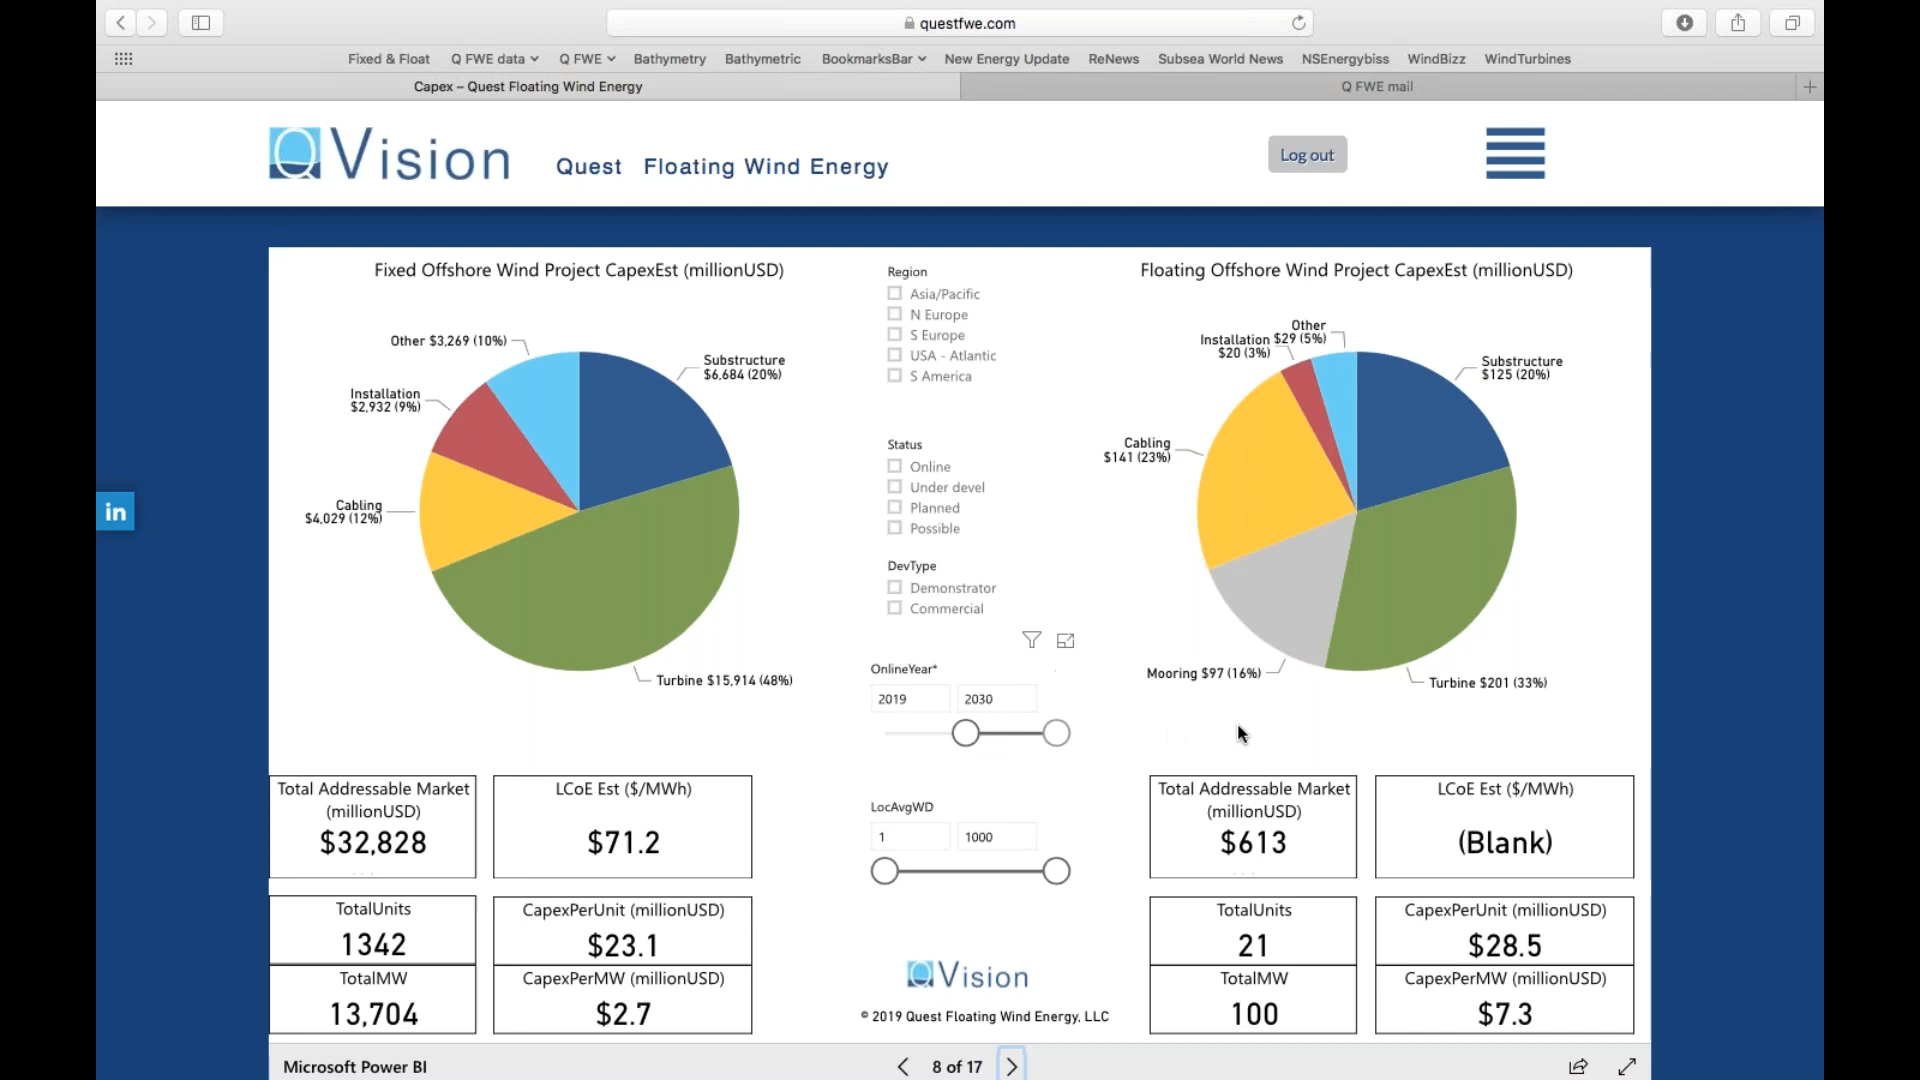 questfwe.com
Fixed & Float Q FWE data Q FWE Bathymetry Bathymetric BookmarksBar New Energy Update ReNews Subsea World News NSEnergybiss WindBizz WindTurbines
Capex – Quest Floating Wind Energy
Q FWE mail
QVision Quest Floating Wind Energy
Log out
in
Fixed Offshore Wind Project CapexEst (millionUSD)
Other $3,269 (10%)
Substructure
$6,684 (20%)
Installation
$2,932 (9%)
Cabling
$4,029 (12%)
Turbine $15,914 (48%)
Region
Asia/Pacific
N Europe
S Europe
USA - Atlantic
S America
Status
Online
Under devel
Planned
Possible
DevType
Demonstrator
Commercial
OnlineYear*
2019 2030
LocAvgWD
1 1000
Floating Offshore Wind Project CapexEst (millionUSD)
Other
$29 (5%)
Installation
$20 (3%)
Substructure
$125 (20%)
Cabling
$141 (23%)
Mooring $97 (16%)
Turbine $201 (33%)
Total Addressable Market
(millionUSD)
$32,828
LCoE Est ($/MWh)
$71.2
TotalUnits
1342
CapexPerUnit (millionUSD)
$23.1
TotalMW
13,704
CapexPerMW (millionUSD)
$2.7
QVision
© 2019 Quest Floating Wind Energy, LLC
Total Addressable Market
(millionUSD)
$613
LCoE Est ($/MWh)
(Blank)
TotalUnits
21
CapexPerUnit (millionUSD)
$28.5
TotalMW
100
CapexPerMW (millionUSD)
$7.3
Microsoft Power BI
8 of 17